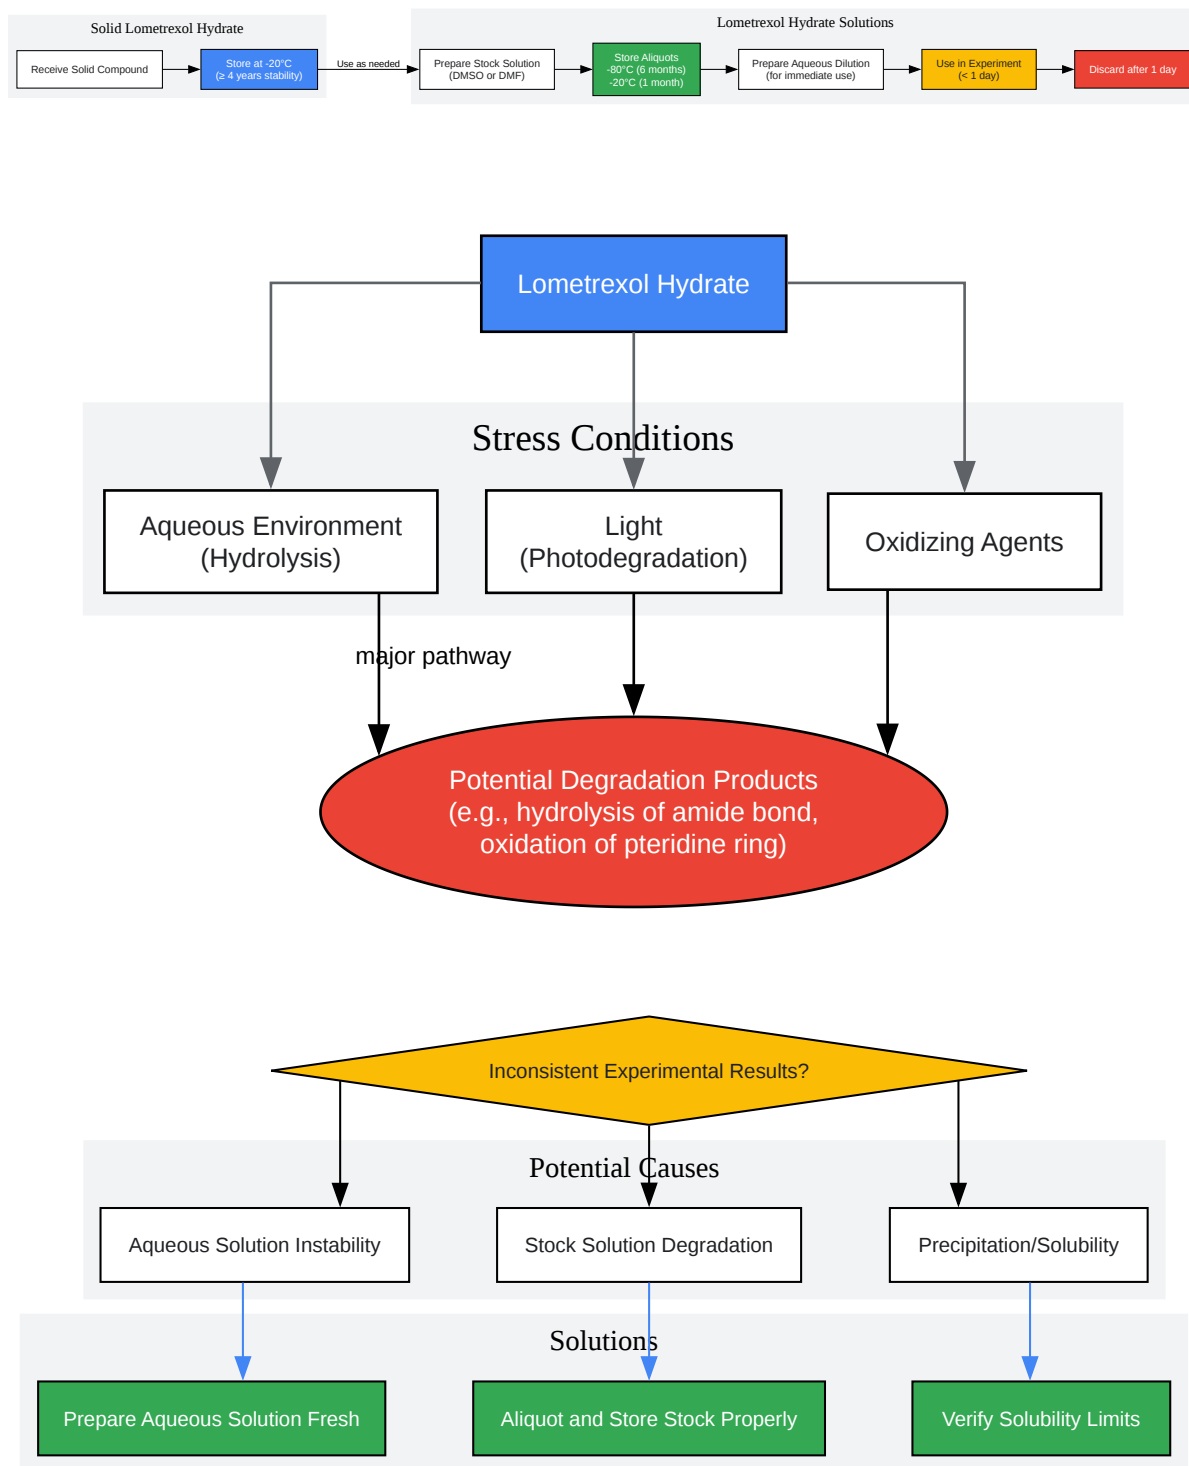 Solid Lometrexol Hydrate
Receive Solid Compound
Store at -20°C
(≥ 4 years stability)
Use as needed
Lometrexol Hydrate Solutions
Prepare Stock Solution
(DMSO or DMF)
Store Aliquots
-80°C (6 months)
-20°C (1 month)
Prepare Aqueous Dilution
(for immediate use)
Use in Experiment
(< 1 day)
Discard after 1 day
Lometrexol Hydrate
Stress Conditions
Aqueous Environment
(Hydrolysis)
Light
(Photodegradation)
Oxidizing Agents
major pathway
Potential Degradation Products
(e.g., hydrolysis of amide bond,
oxidation of pteridine ring)
Inconsistent Experimental Results?
Potential Causes
Aqueous Solution Instability
Stock Solution Degradation
Precipitation/Solubility
Solutions
Prepare Aqueous Solution Fresh
Aliquot and Store Stock Properly
Verify Solubility Limits